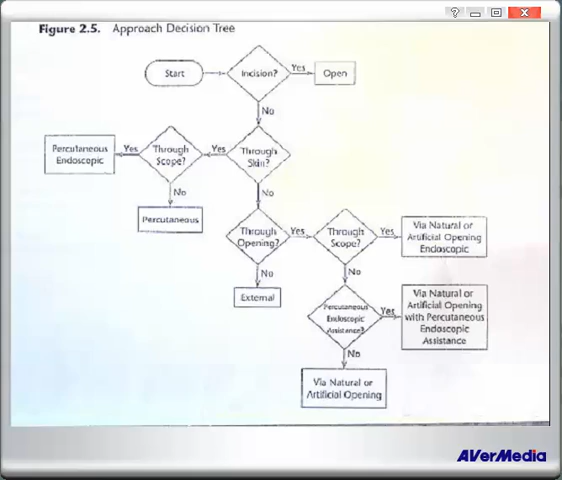 Figure 2.5. Approach Decision Tree
Start
Incision?
Yes
Open
No
Percutaneous
Endoscopic
Yes
Through
Scope?
Yes
Through
Skin?
No
Percutaneous
No
Through
Opening?
Yes
Through
Scope?
Yes
Via Natural or
Artificial Opening
Endoscopic
No
External
No
Percutaneous
Endoscopic
Assistance?
Yes
Via Natural or
Artificial Opening
with Percutaneous
Endoscopic
Assistance
No
Via Natural or
Artificial Opening
AVerMedia